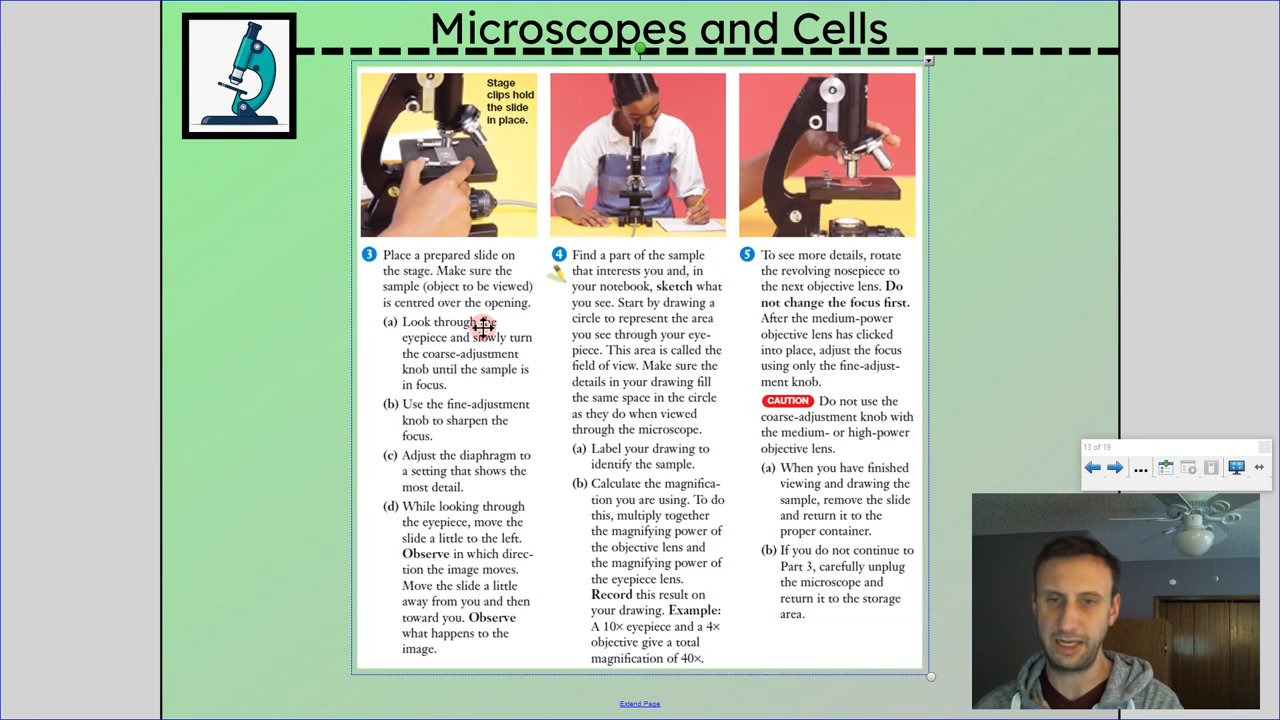 Microscopes and Cells
Stage
clips hold
the slide
in place.
3 Place a prepared slide on
the stage. Make sure the
sample (object to be viewed)
is centred over the opening.
(a) Look through the
eyepiece and slowly turn
the coarse-adjustment
knob until the sample is
in focus.
(b) Use the fine-adjustment
knob to sharpen the
focus.
(c) Adjust the diaphragm to
a setting that shows the
most detail.
(d) While looking through
the eyepiece, move the
slide a little to the left.
Observe in which direc-
tion the image moves.
Move the slide a little
away from you and then
toward you. Observe
what happens to the
image.
4 Find a part of the sample
that interests you and, in
your notebook, sketch what
you see. Start by drawing a
circle to represent the area
you see through your eye-
piece. This area is called the
field of view. Make sure the
details in your drawing fill
the same space in the circle
as they do when viewed
through the microscope.
(a) Label your drawing to
identify the sample.
(b) Calculate the magnifica-
tion you are using. To do
this, multiply together
the magnifying power of
the objective lens and
the magnifying power of
the eyepiece lens.
Record this result on
your drawing. Example:
A 10× eyepiece and a 4×
objective give a total
magnification of 40×.
5 To see more details, rotate
the revolving nosepiece to
the next objective lens. Do
not change the focus first.
After the medium-power
objective lens has clicked
into place, adjust the focus
using only the fine-adjust-
ment knob.
CAUTION Do not use the
coarse-adjustment knob with
the medium- or high-power
objective lens.
(a) When you have finished
viewing and drawing the
sample, remove the slide
and return it to the
proper container.
(b) If you do not continue to
Part 3, carefully unplug
the microscope and
return it to the storage
area.
13 of 19
Extend Page